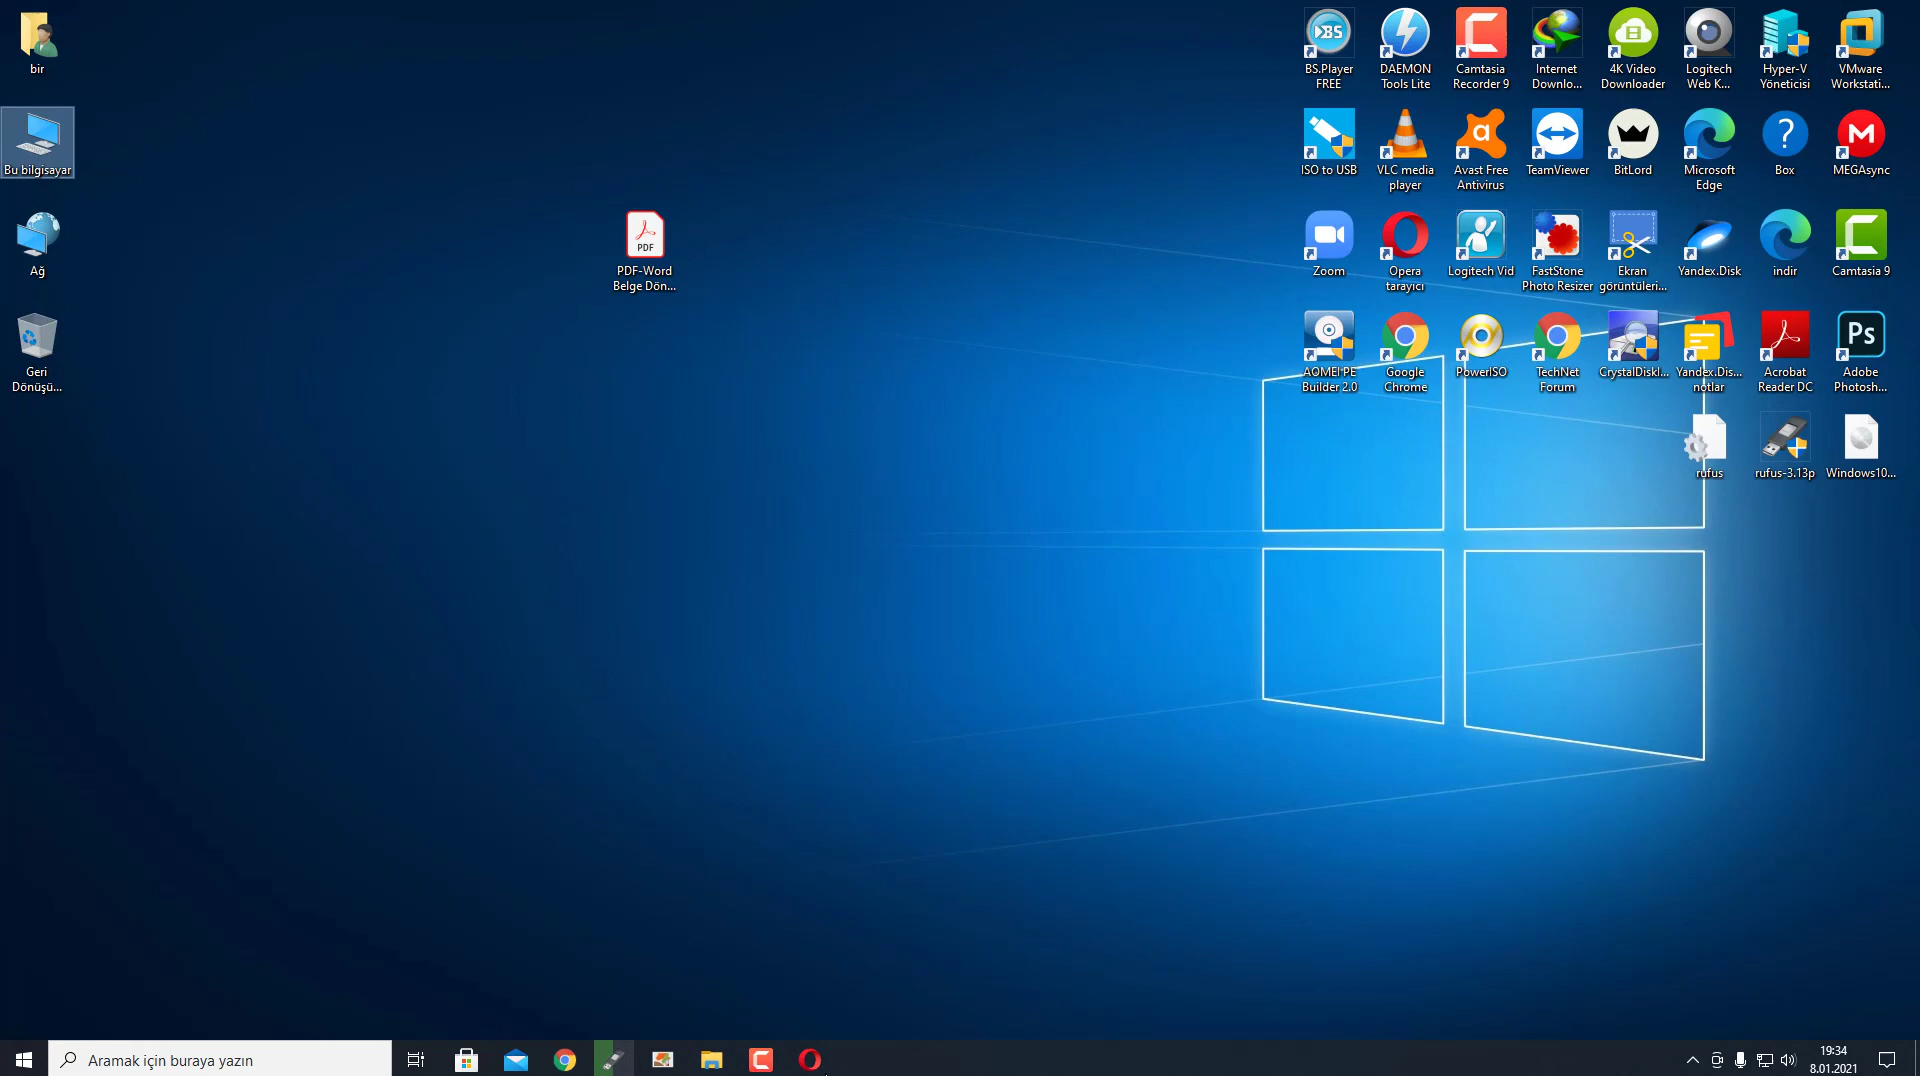 bir
Bu bilgisayar
Ağ
Geri
Dönüşü...
PDF
PDF-Word
Belge Dön...
BS
BS.Player
FREE
DAEMON
Tools Lite
Camtasia
Recorder 9
Internet
Downlo...
4K Video
Downloader
Logitech
Web K...
Hyper-V
Yöneticisi
VMware
Workstati...
ISO to USB
VLC media
player
a
Avast Free
Antivirus
TeamViewer
BitLord
Microsoft
Edge
?
Box
M
MEGAsync
Zoom
Opera
tarayıcı
Logitech Vid
FastStone
Photo Resizer
Ekran
görüntüleri...
Yandex.Disk
indir
Camtasia 9
AOMEI PE
Builder 2.0
Google
Chrome
PowerISO
TechNet
Forum
CrystalDiskI...
Yandex.Dis...
notlar
Acrobat
Reader DC
Ps
Adobe
Photosh...
rufus
rufus-3.13p
Windows10...
Aramak için buraya yazın
19:34
8.01.2021